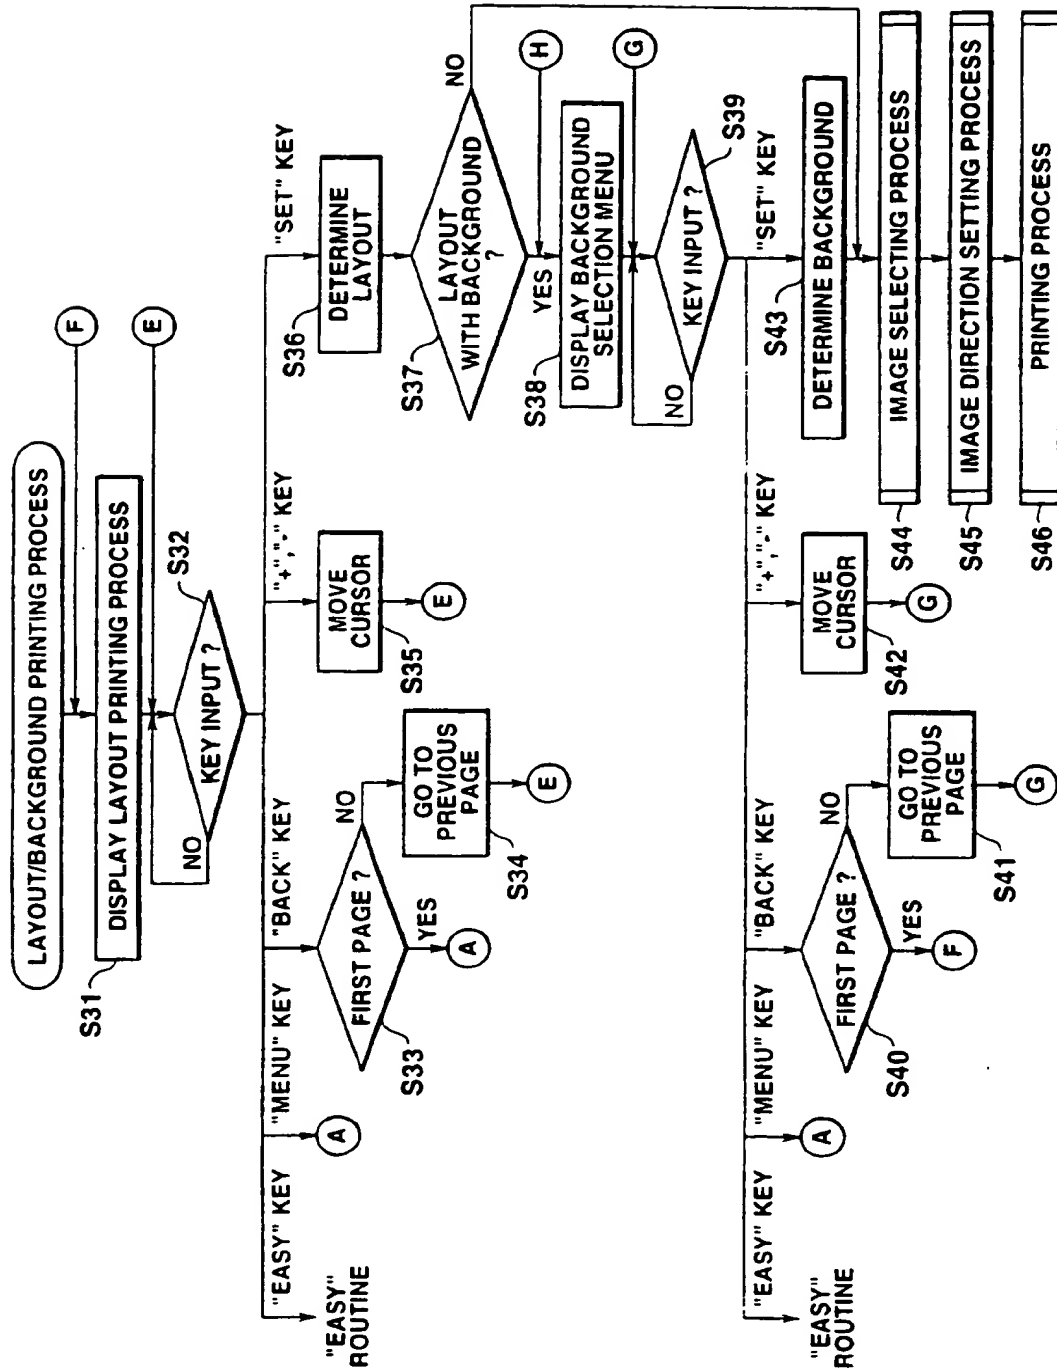 LAYOUT/BACKGROUND PRINTING PROCESS
F
S31
DISPLAY LAYOUT PRINTING PROCESS
E
S32
KEY INPUT ?
NO
"EASY" KEY
"EASY"
ROUTINE
"MENU" KEY
A
"BACK" KEY
S33
FIRST PAGE ?
YES
A
NO
S34
GO TO
PREVIOUS
PAGE
E
"+","-" KEY
S35
MOVE
CURSOR
E
"SET" KEY
S36
DETERMINE
LAYOUT
S37
LAYOUT
WITH BACKGROUND
?
NO
YES
H
S38
DISPLAY BACKGROUND
SELECTION MENU
G
S39
KEY INPUT ?
NO
"EASY" KEY
"EASY"
ROUTINE
"MENU" KEY
A
"BACK" KEY
S40
FIRST PAGE ?
YES
F
NO
S41
GO TO
PREVIOUS
PAGE
G
"+","-" KEY
S42
MOVE
CURSOR
G
"SET" KEY
S43
DETERMINE BACKGROUND
S44
IMAGE SELECTING PROCESS
S45
IMAGE DIRECTION SETTING PROCESS
S46
PRINTING PROCESS